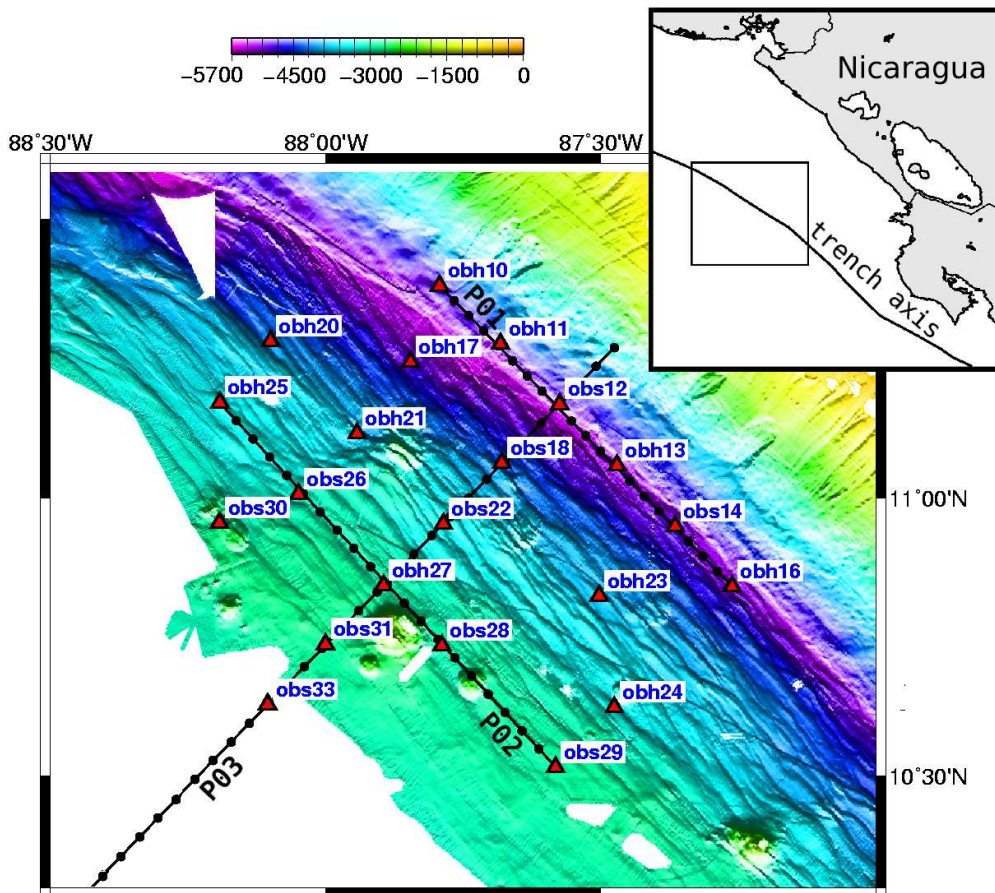 −5700 −4500 −3000 −1500 0
88˚30'W 88˚00'W 87˚30'W
Nicaragua
trench axis
obh10
P01
obh11
obh20
obh17
obh25
obs12
obh21
obs18
obh13
obs26
obs30
obs22
obs14
11˚00'N
obh27
obh23
obh16
obs31
obs28
obs33
obh24
P02
obs29
P03
10˚30'N